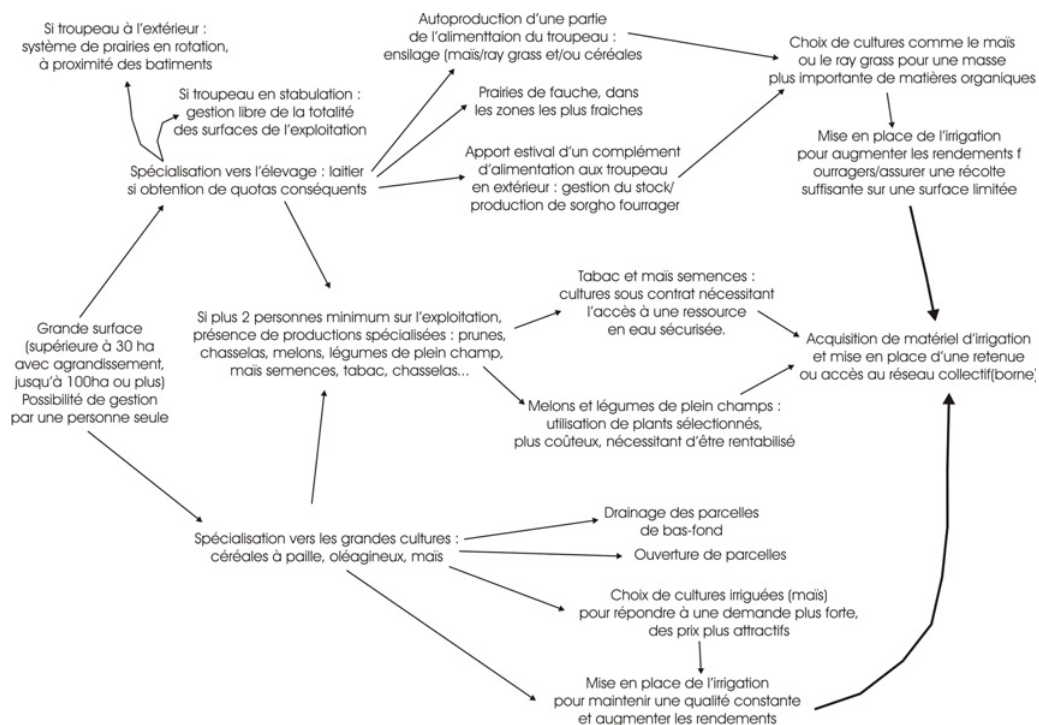 Si troupeau à l'extérieur :
système de prairies en rotation,
à proximité des batiments
Si troupeau en stabulation :
gestion libre de la totalité
des surfaces de l'exploitation
Spécialisation vers l'élevage : laitier
si obtention de quotas conséquents
Autoproduction d'une partie
de l'alimenttaion du troupeau :
ensilage (maïs/ray grass et/ou céréales
Prairies de fauche, dans
les zones les plus fraiches
Apport estival d'un complément
d'alimentation aux troupeau
en extérieur : gestion du stock/
production de sorgho fourrager
Choix de cultures comme le maïs
ou le ray grass pour une masse
plus importante de matières organiques
Mise en place de l'irrigation
pour augmenter les rendements f
ourragers/assurer une récolte
suffisante sur une surface limitée
Grande surface
(supérieure à 30 ha
avec agrandissement,
jusqu'à 100ha ou plus)
Possibilité de gestion
par une personne seule
Si plus 2 personnes minimum sur l'exploitation,
présence de productions spécialisées : prunes,
chasselas, melons, légumes de plein champ,
maïs semences, tabac, chasselas...
Tabac et maïs semences :
cultures sous contrat nécessitant
l'accès à une ressource
en eau sécurisée.
Melons et légumes de plein champs :
utilisation de plants sélectionnés,
plus coûteux, nécessitant d'être rentabilisé
Acquisition de matériel d'irrigation
et mise en place d'une retenue
ou accès au réseau collectif(borne)
Spécialisation vers les grandes cultures :
céréales à paille, oléagineux, maïs
Drainage des parcelles
de bas-fond
Ouverture de parcelles
Choix de cultures irriguées (maïs)
pour répondre à une demande plus forte,
des prix plus attractifs
Mise en place de l'irrigation
pour maintenir une qualité constante
et augmenter les rendements